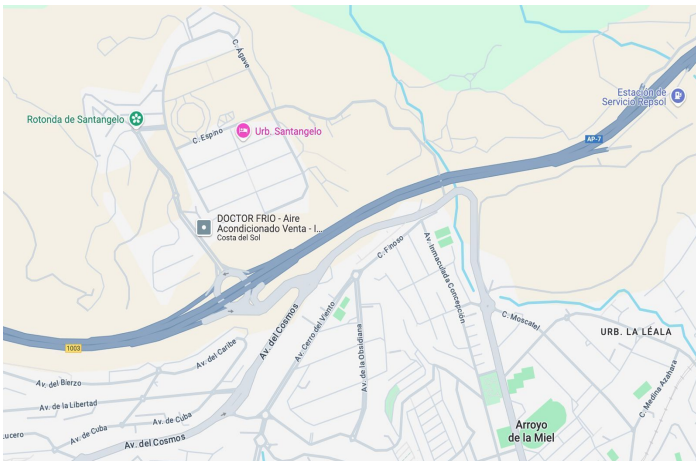 C. Ágave
Estación de
Servicio Repsol
Rotonda de Santangelo
C. Espino
Urb. Santangelo
AP-7
DOCTOR FRIO - Aire
Acondicionado Venta - I...
Costa del Sol
C. Finoso
Av. Inmaculada Concepción
Av. del Cosmos
Av. Cerro del Viento
C. Moscatel
URB. LA LÉALA
1003
Av. del Caribe
Av. de la Obsidiana
C. Medina Azahara
Av. del Bierzo
Av. de la Libertad
Av. de Cuba
Lucero
Av. de Cuba
Av. del Cosmos
Arroyo
de la Miel